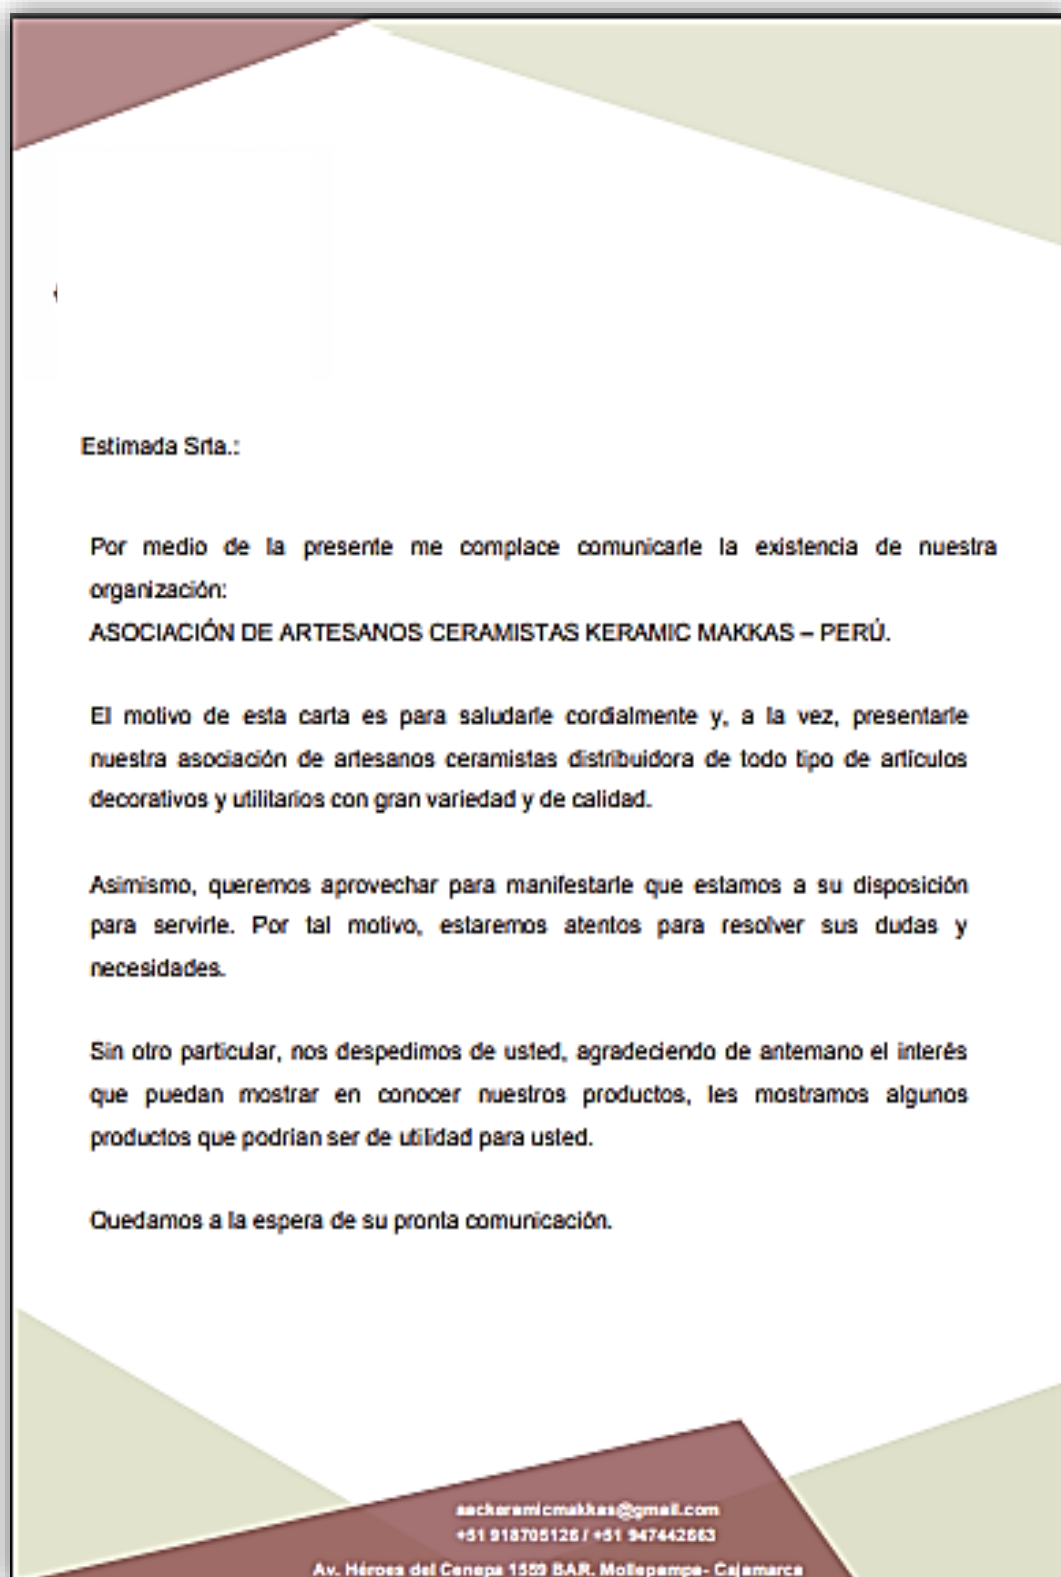 Estimada Srta.:
Por medio de la presente me complace comunicarle la existencia de nuestra
organización:
ASOCIACIÓN DE ARTESANOS CERAMISTAS KERAMIC MAKKAS – PERÚ.
El motivo de esta carta es para saludarle cordialmente y, a la vez, presentarle
nuestra asociación de artesanos ceramistas distribuidora de todo tipo de artículos
decorativos y utilitarios con gran variedad y de calidad.
Asimismo, queremos aprovechar para manifestarle que estamos a su disposición
para servirle. Por tal motivo, estaremos atentos para resolver sus dudas y
necesidades.
Sin otro particular, nos despedimos de usted, agradeciendo de antemano el interés
que puedan mostrar en conocer nuestros productos, les mostramos algunos
productos que podrían ser de utilidad para usted.
Quedamos a la espera de su pronta comunicación.
aackeramicmakkas@gmail.com
+51 918705126 / +51 947442663
Av. Héroes del Cenepa 1559 BAR. Mollepampa- Cajamarca